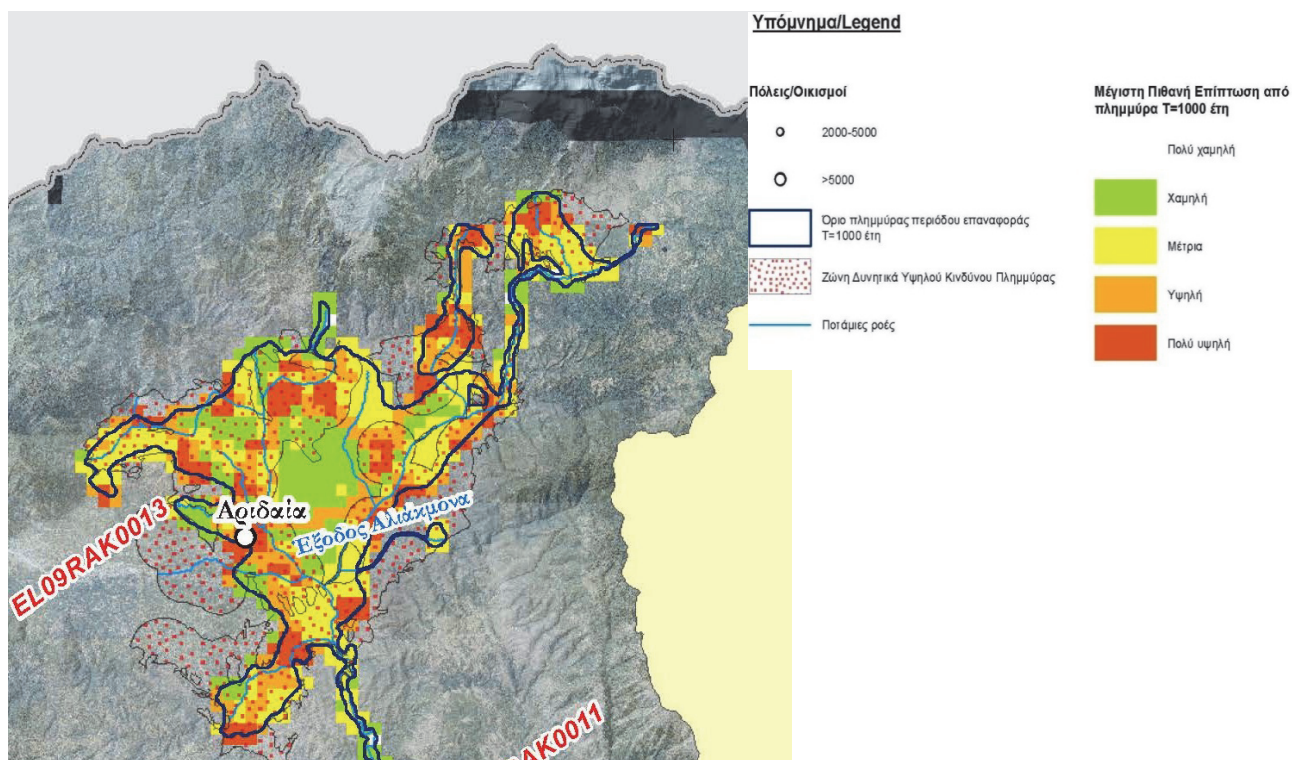 Υπόμνημα/Legend
Πόλεις/Οικισμοί
2000-5000
>5000
Όριο πλημμύρας περιόδου επαναφοράς
T=1000 έτη
Ζώνη Δυνητικά Υψηλού Κινδύνου Πλημμύρας
Ποτάμιες ροές
Μέγιστη Πιθανή Επίπτωση από
πλημμύρα T=1000 έτη
Πολύ χαμηλή
Χαμηλή
Μέτρια
Υψηλή
Πολύ υψηλή
EL09RAK0013
Αριδαία
Εξοδος Αλιάκμονα
RAK0011